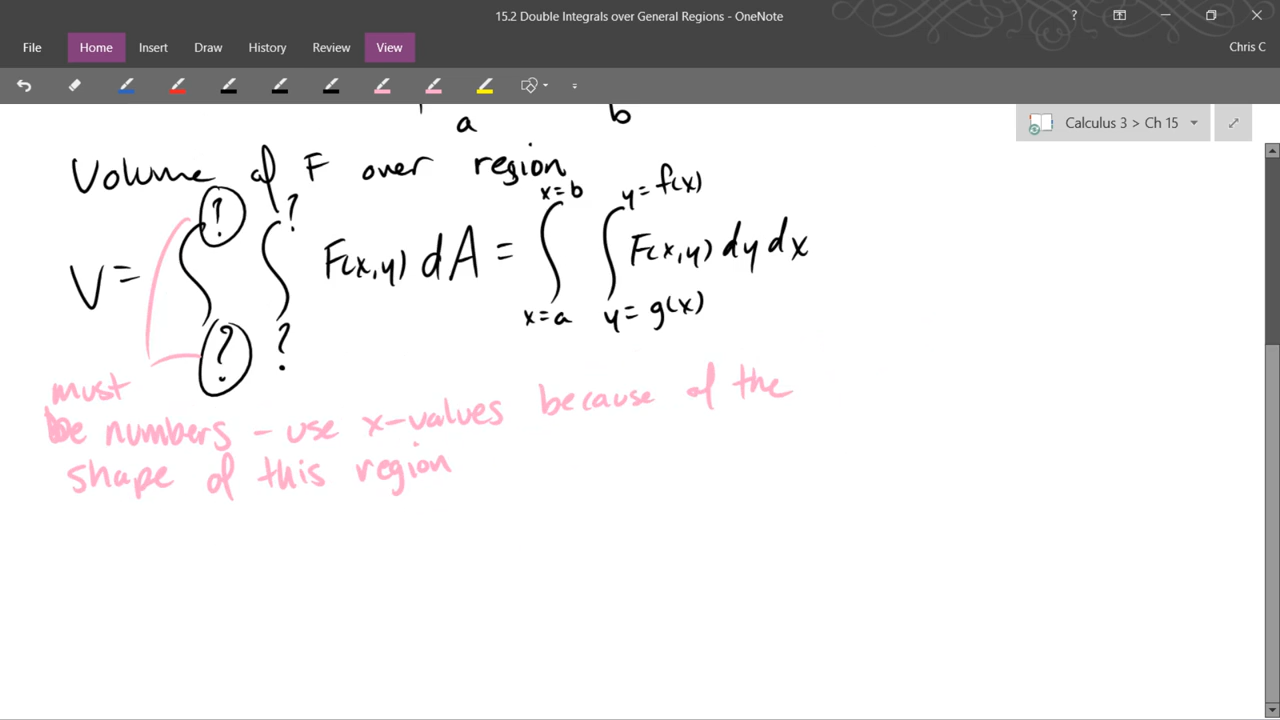 15.2 Double Integrals over General Regions - OneNote
?
Chris C
File Home Insert Draw History Review View
Calculus 3 > Ch 15
a b
Volume of F over region
V = ∫_?^? ∫_?^? F(x,y) dA = ∫_{x=a}^{x=b} ∫_{y=g(x)}^{y=f(x)} F(x,y) dy dx
must
be numbers - use x-values because of the
shape of this region